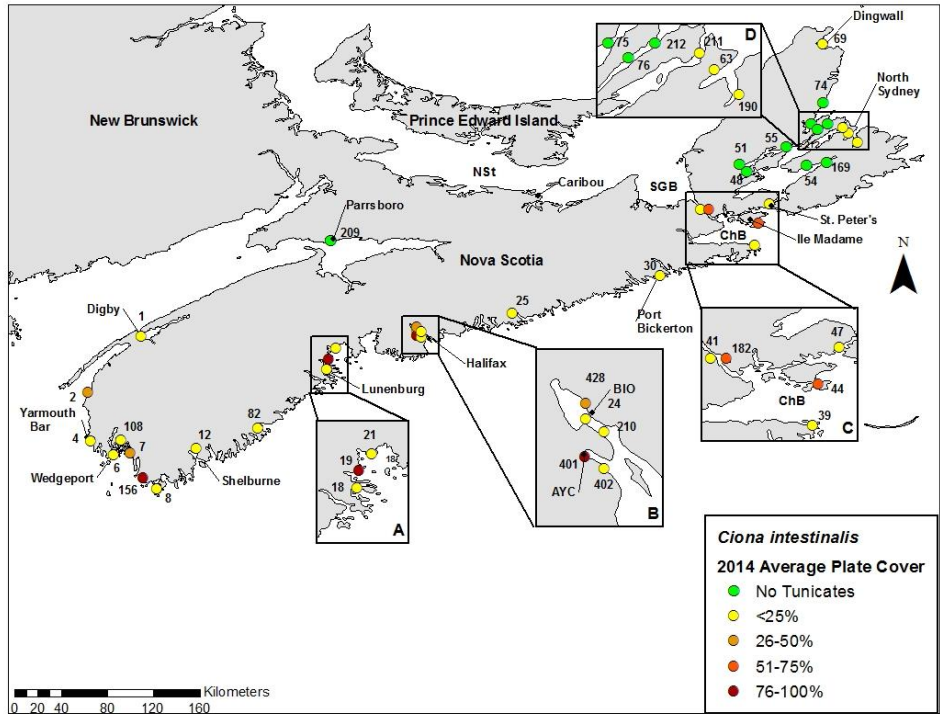 D
75
76
212
211
63
190
Dingwall
69
North
Sydney
74
New Brunswick
Prince Edward Island
55
51
48
54
169
NSt
Caribou
SGB
St. Peter's
Ile Madame
ChB
Parrsboro
209
Nova Scotia
N
30
Port
Bickerton
25
Digby
1
Halifax
Lunenburg
2
Yarmouth
Bar
4
108
7
6
Wedgeport
156
8
12
Shelburne
82
21
19
18
18
A
428
BIO
24
210
401
AYC
402
B
41
182
47
44
ChB
39
C
Ciona intestinalis
2014 Average Plate Cover
No Tunicates
<25%
26-50%
51-75%
76-100%
Kilometers
0 10 20 40 80 120 160